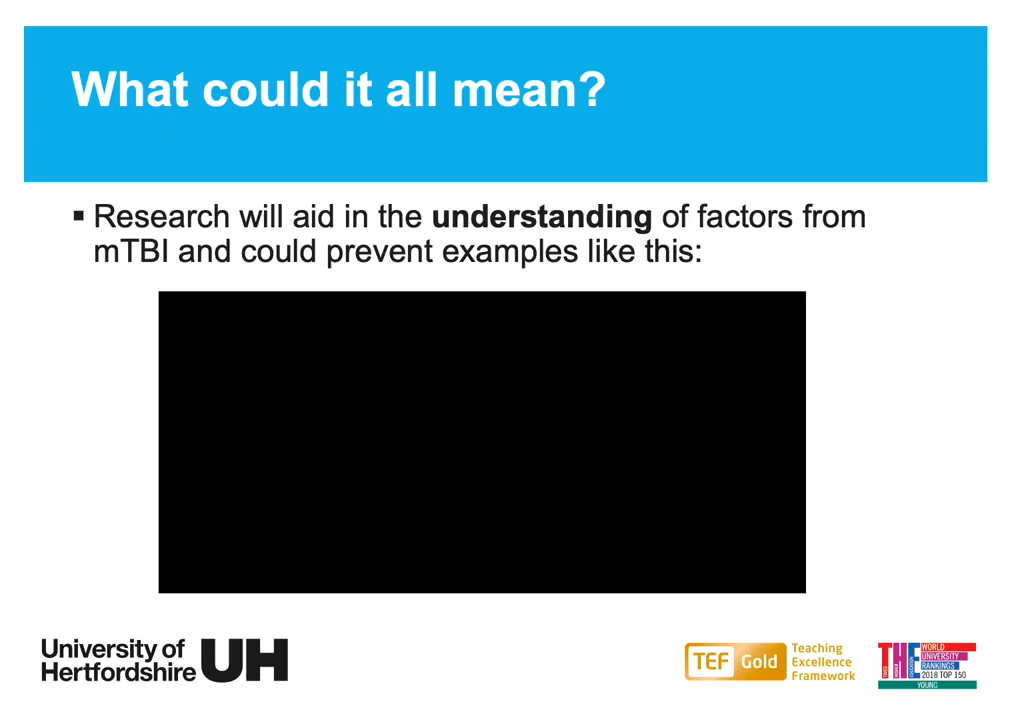 What could it all mean?
▪ Research will aid in the understanding of factors from
mTBI and could prevent examples like this:
University of
Hertfordshire UH
TEF Gold
Teaching
Excellence
Framework
THE
WORLD
UNIVERSITY
RANKINGS
2018 TOP 150
YOUNG